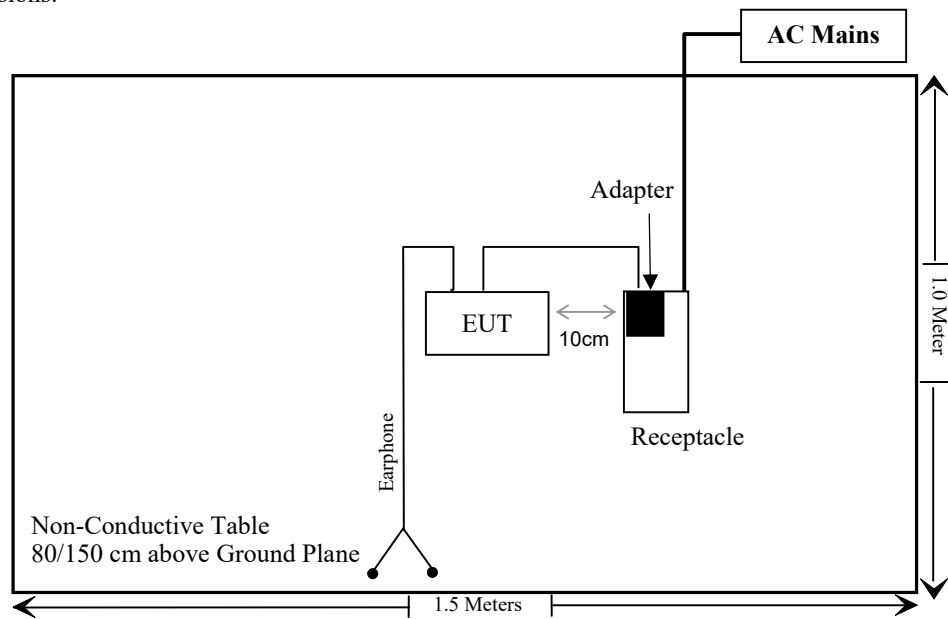 AC Mains
Adapter
EUT
10cm
1.0 Meter
Receptacle
Earphone
Non-Conductive Table
80/150 cm above Ground Plane
1.5 Meters